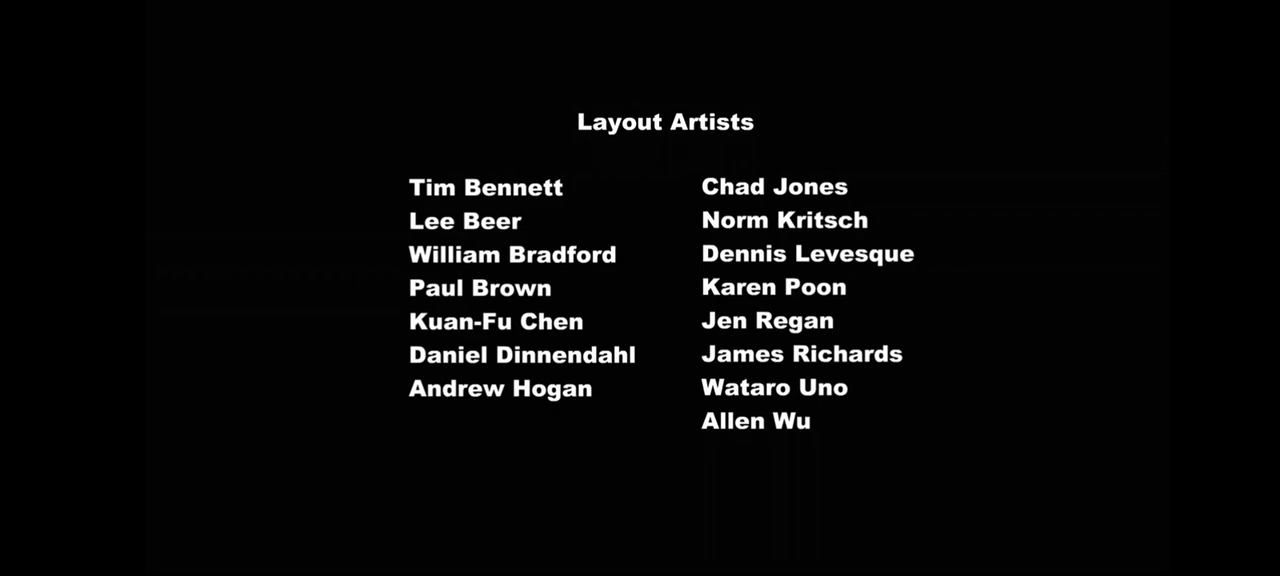 Layout Artists
Tim Bennett
Lee Beer
William Bradford
Paul Brown
Kuan-Fu Chen
Daniel Dinnendahl
Andrew Hogan
Chad Jones
Norm Kritsch
Dennis Levesque
Karen Poon
Jen Regan
James Richards
Wataro Uno
Allen Wu